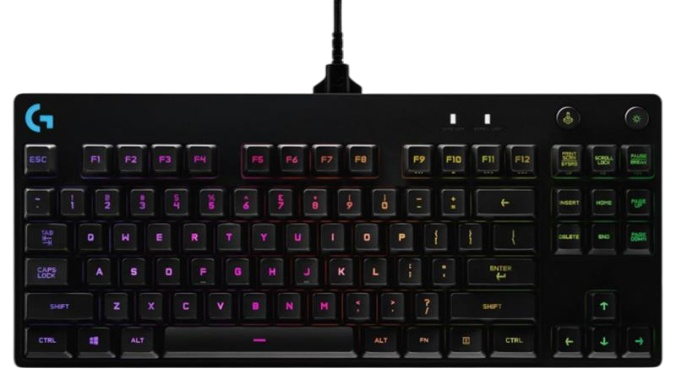 G
ESC F1 F2 F3 F4 F5 F6 F7 F8 F9 F10 F11 F12 PRINT SCRN SCROLL LOCK PAUSE BREAK
1 2 3 4 5 6 7 8 9 0 - + ← INSERT HOME PAGE UP
TAB Q W E R T Y U I O P { } \ DELETE END PAGE DOWN
CAPS LOCK A S D F G H J K L ; " ENTER
SHIFT Z X C V B N M < > ? / SHIFT ↑
CTRL ALT ALT FN CTRL ← ↓ →